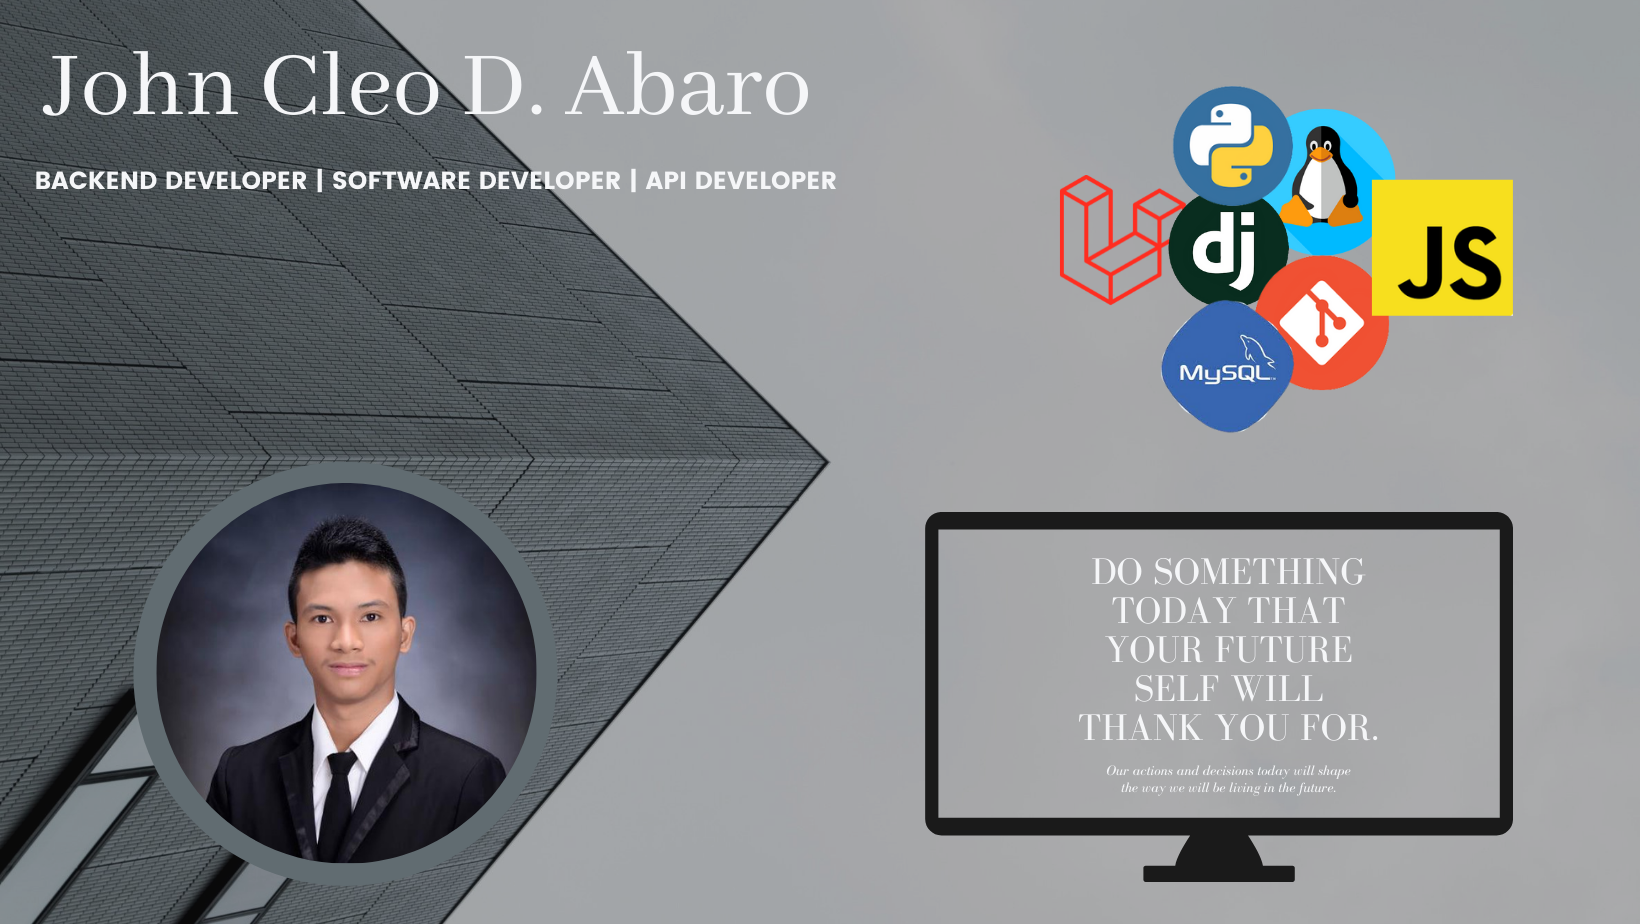 John Cleo D. Abaro
BACKEND DEVELOPER | SOFTWARE DEVELOPER | API DEVELOPER
dj
JS
MySQL
DO SOMETHING
TODAY THAT
YOUR FUTURE
SELF WILL
THANK YOU FOR.
Our actions and decisions today will shape
the way we will be living in the future.